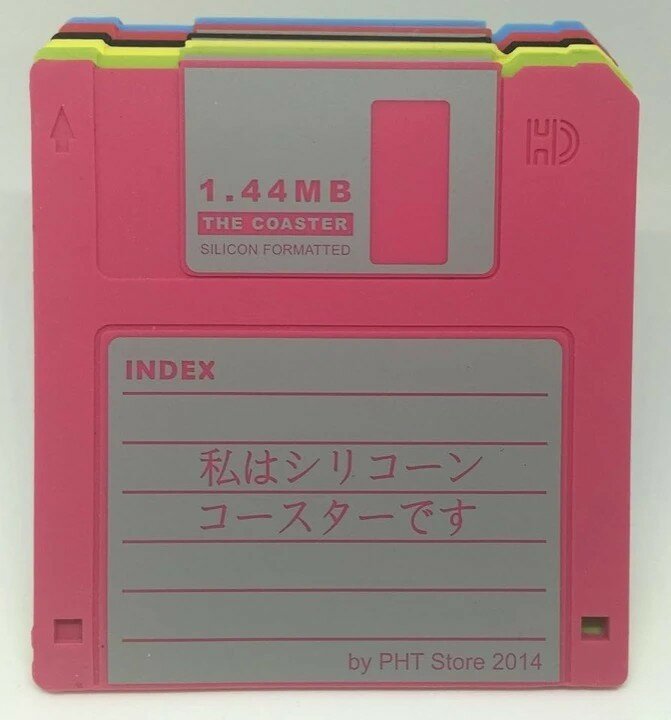 HD
1.44MB
THE COASTER
SILICON FORMATTED
INDEX
私はシリコーン
コースターです
by PHT Store 2014